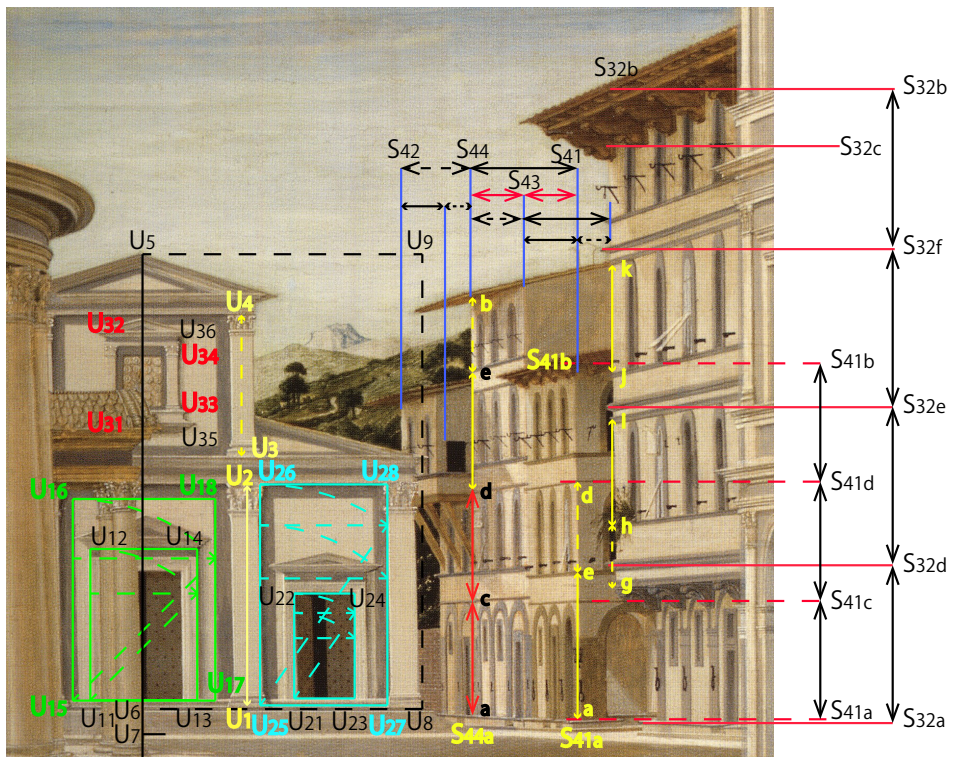 S32b S32b
S42 S44 S41 S32c
S43
U5 U9 S32f
k
U4 b
U32 U36
U34 e S41b j S41b
U33 i S32e
U31
U35 U3
U16 U18 U2 U26 U28 d d S41d
h
U12 U14 e S32d
g
U22 U24 c S41c
U15 U17 a a S41a
U11 U6 U13 U1 U25 U21 U23 U27 U8 S32a
U7 S44a S41a